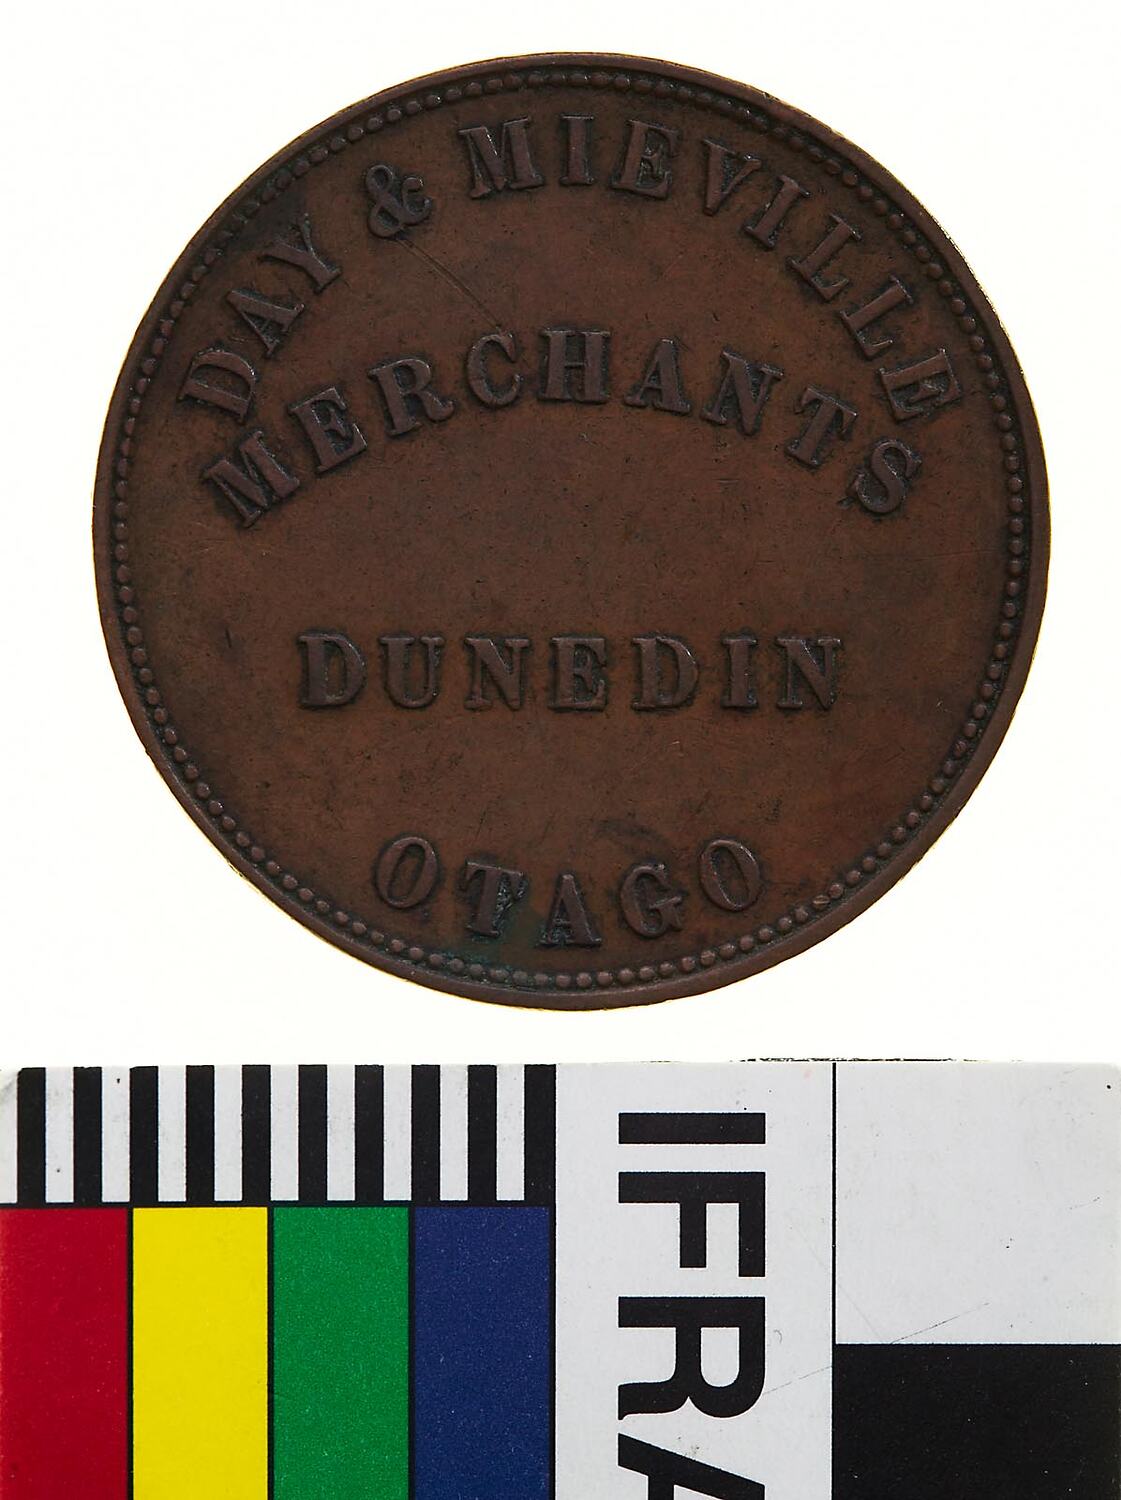 DAY & MIEVILLE
MERCHANTS
DUNEDIN
OTAGO
IFRA